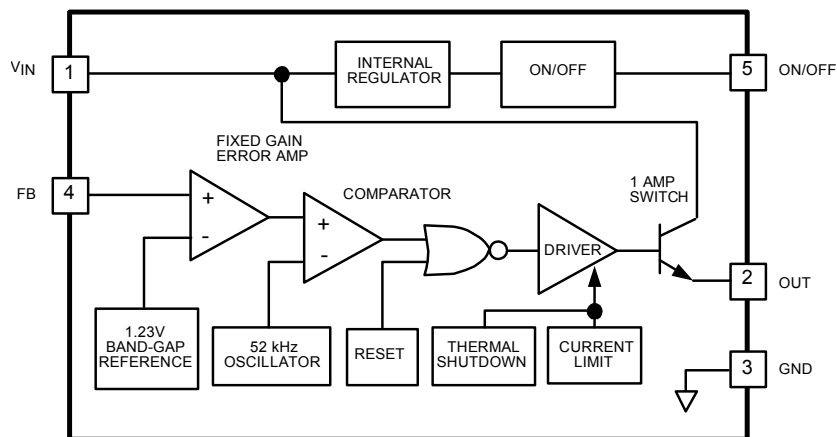 VIN
1
INTERNAL
REGULATOR
ON/OFF
5
ON/OFF
FIXED GAIN
ERROR AMP
FB
4
+
-
COMPARATOR
+
-
1 AMP
SWITCH
DRIVER
2
OUT
1.23V
BAND-GAP
REFERENCE
52 kHz
OSCILLATOR
RESET
THERMAL
SHUTDOWN
CURRENT
LIMIT
3
GND